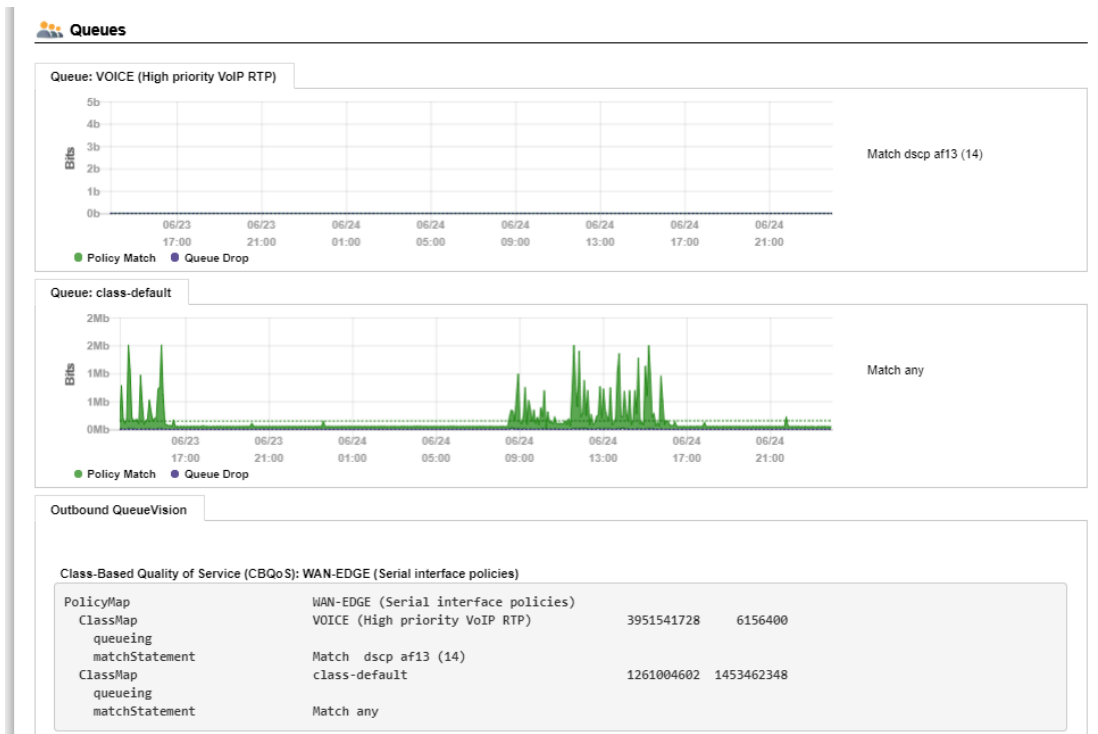 Queues
Queue: VOICE (High priority VoIP RTP)
5b
4b
3b
2b
1b
0b
Bits
Match dscp af13 (14)
06/23 06/23 06/24 06/24 06/24 06/24 06/24 06/24
17:00 21:00 01:00 05:00 09:00 13:00 17:00 21:00
Policy Match Queue Drop
Queue: class-default
2Mb
2Mb
1Mb
1Mb
0Mb
Bits
Match any
06/23 06/23 06/24 06/24 06/24 06/24 06/24 06/24
17:00 21:00 01:00 05:00 09:00 13:00 17:00 21:00
Policy Match Queue Drop
Outbound QueueVision
Class-Based Quality of Service (CBQoS): WAN-EDGE (Serial interface policies)
PolicyMap WAN-EDGE (Serial interface policies)
ClassMap VOICE (High priority VoIP RTP) 3951541728 6156400
queueing
matchStatement Match dscp af13 (14)
ClassMap class-default 1261004602 1453462348
queueing
matchStatement Match any